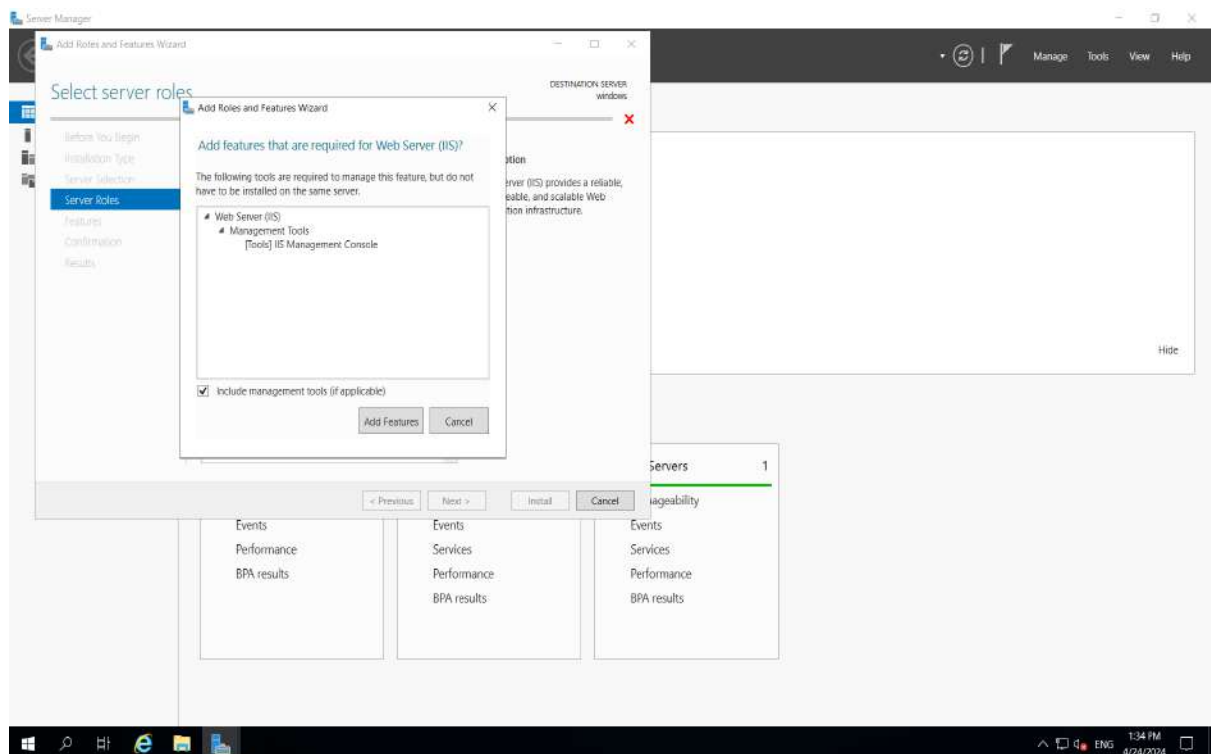 Server Manager
Manage Tools View Help
Add Roles and Features Wizard
Select server roles
DESTINATION SERVER
windows
Before You Begin
Installation Type
Server Selection
Server Roles
Features
Confirmation
Results
Add Roles and Features Wizard
Add features that are required for Web Server (IIS)?
The following tools are required to manage this feature, but do not
have to be installed on the same server.
Web Server (IIS)
Management Tools
[Tools] IIS Management Console
Include management tools (if applicable)
Add Features Cancel
ption
erver (IIS) provides a reliable,
eable, and scalable Web
tion infrastructure.
< Previous Next > Install Cancel
Hide
Servers 1
ageability
Events
Performance
BPA results
Events
Services
Performance
BPA results
Events
Services
Performance
BPA results
ENG
1:34 PM
4/24/2024